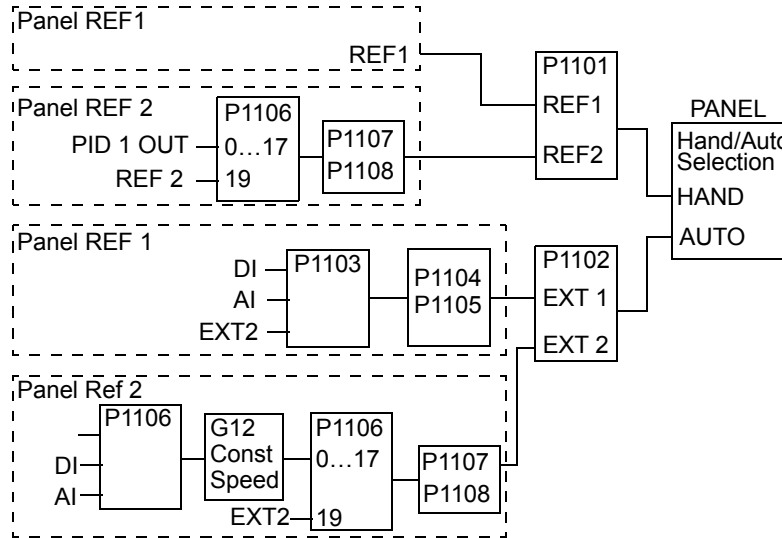 Panel REF1
REF1
Panel REF 2
P1106
PID 1 OUT
0…17
REF 2
19
P1107
P1108
P1101
REF1
REF2
PANEL
Hand/Auto
Selection
HAND
AUTO
Panel REF 1
DI
AI
EXT2
P1103
P1104
P1105
P1102
EXT 1
EXT 2
Panel Ref 2
P1106
DI
AI
G12
Const
Speed
P1106
0…17
EXT2
19
P1107
P1108